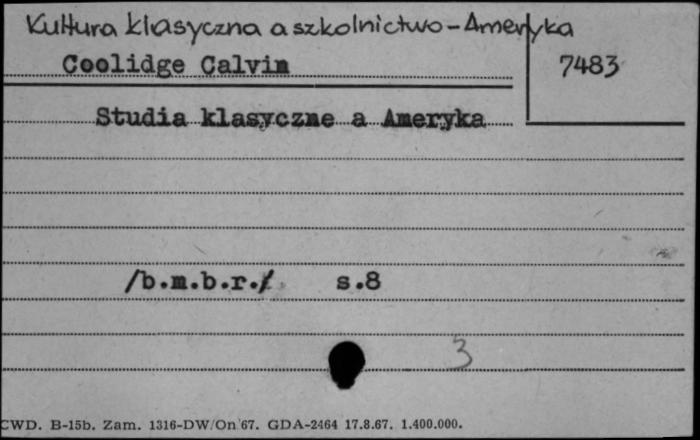 Kultura klasyczna a szkolnictwo - Ameryka
Coolidge Calvin
7483
Studia klasyczne a Ameryka
/b.m.b.r./ s.8
3
CWD. B-15b. Zam. 1316-DW/On 67. GDA-2464 17.8.67. 1.400.000.